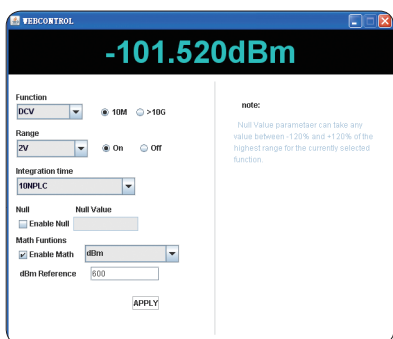 WEBCONTROL
-101.520dBm
Function
DCV 10M >10G
Range
2V On Off
Integration time
10NPLC
Null Null Value
Enable Null
Math Funtions
Enable Math dBm
dBm Reference 600
APPLY
note:
Null Value parametaer can take any
value between -120% and +120% of the
highest range for the currently selected
function.